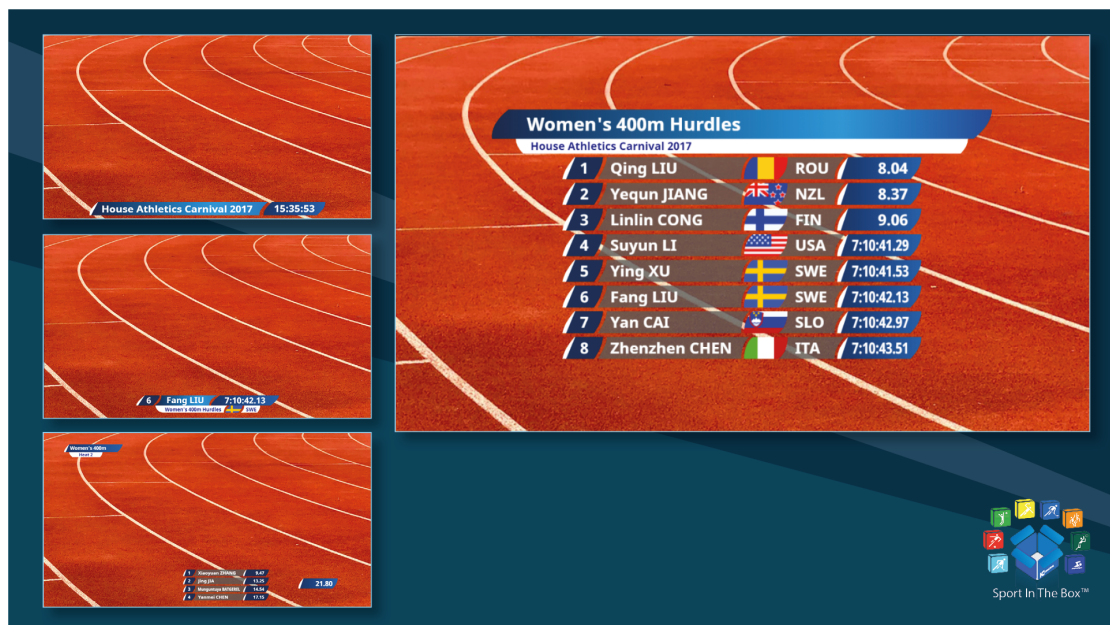 House Athletics Carnival 2017 15:35:53
6 Fang LIU 7:10:42.13
Women's 400m Hurdles SWE
Women's 400m
Heat 2
1 Xiaoyuan ZHANG 9.47
2 Jing JIA 13.25
3 14.54
4 Yanmei CHEN 17.15
21.80
Women's 400m Hurdles
House Athletics Carnival 2017
1 Qing LIU ROU 8.04
2 Yequn JIANG NZL 8.37
3 Linlin CONG FIN 9.06
4 Suyun LI USA 7:10:41.29
5 Ying XU SWE 7:10:41.53
6 Fang LIU SWE 7:10:42.13
7 Yan CAI SLO 7:10:42.97
8 Zhenzhen CHEN ITA 7:10:43.51
Sport In The Box™